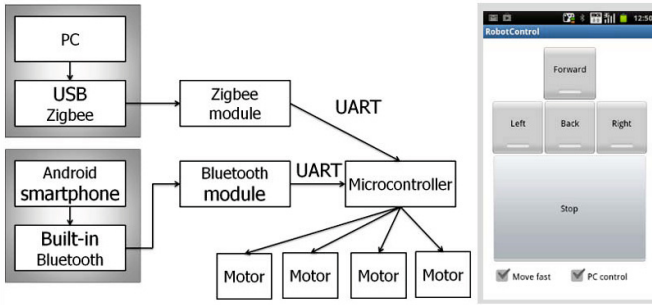 PC
USB
Zigbee
Zigbee
module
UART
Android
smartphone
Built-in
Bluetooth
Bluetooth
module
UART
Microcontroller
Motor
Motor
Motor
Motor
12:50
RobotControl
Forward
Left
Back
Right
Stop
Move fast
PC control